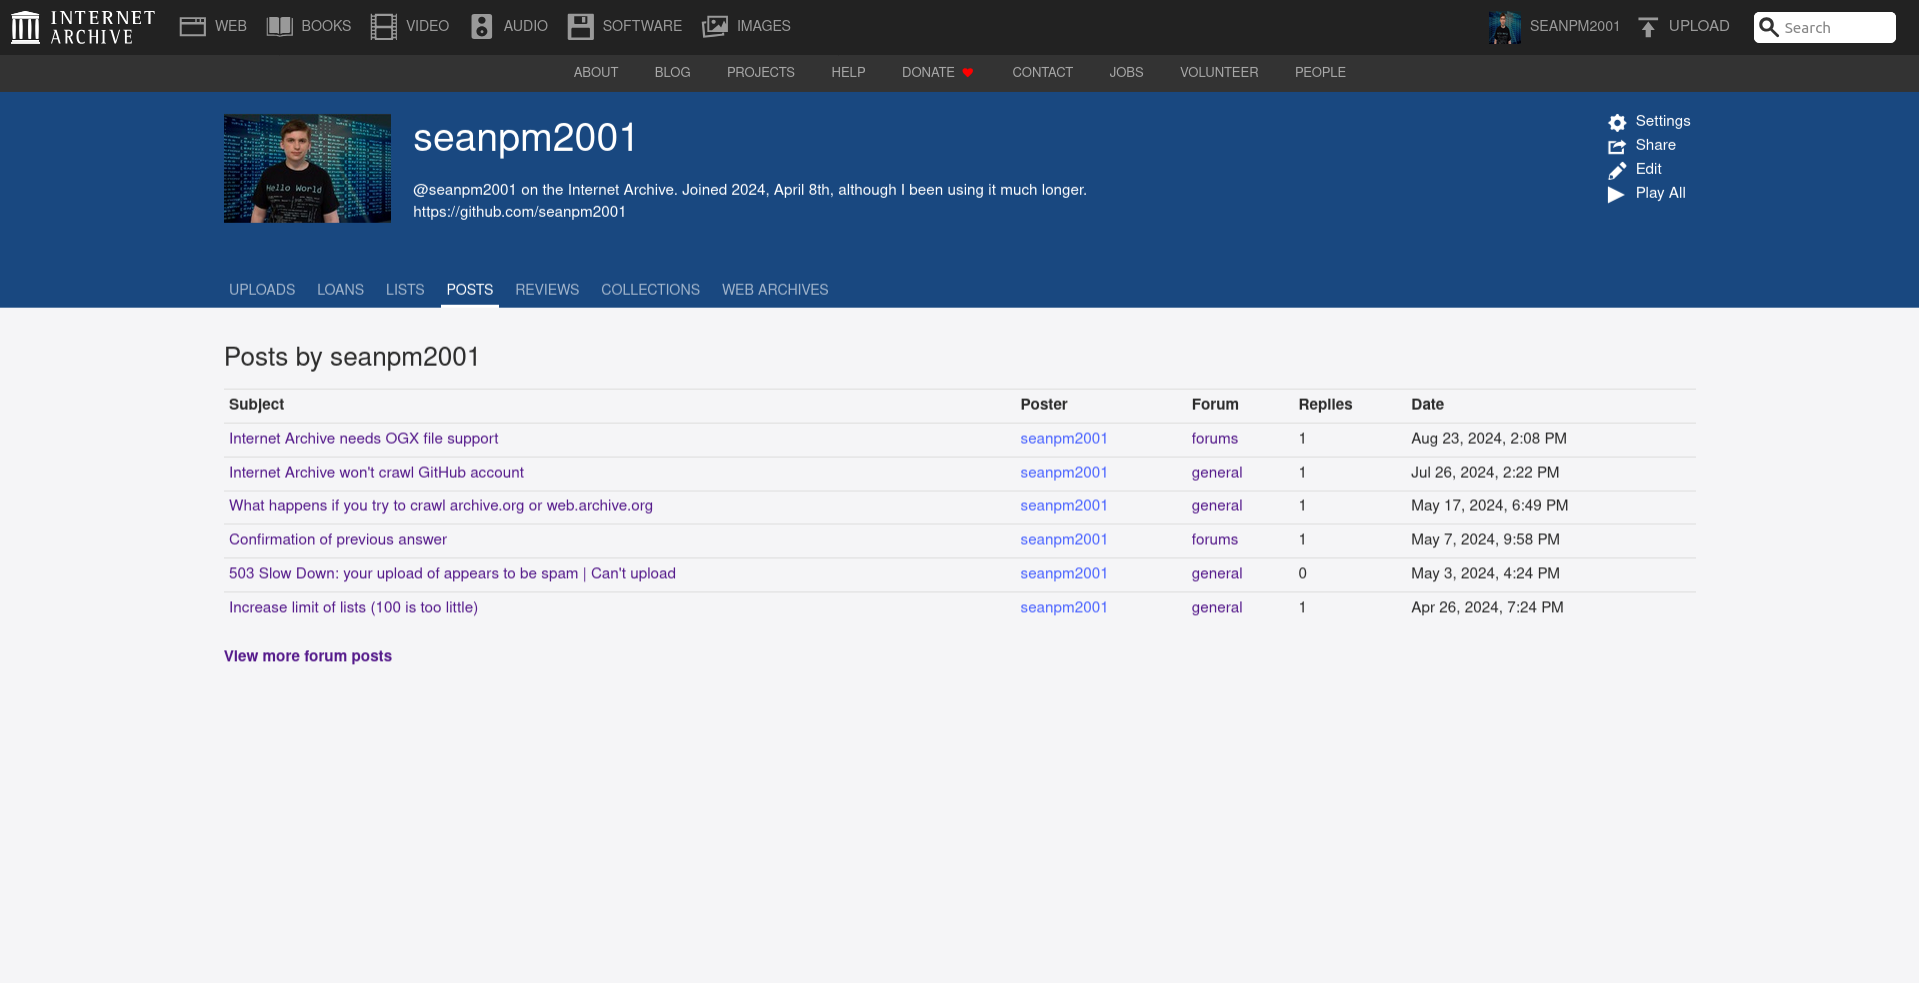 INTERNET ARCHIVE
WEB BOOKS VIDEO AUDIO SOFTWARE IMAGES SEANPM2001 UPLOAD Search
ABOUT BLOG PROJECTS HELP DONATE CONTACT JOBS VOLUNTEER PEOPLE
Hello World
seanpm2001
@seanpm2001 on the Internet Archive. Joined 2024, April 8th, although I been using it much longer.
https://github.com/seanpm2001
Settings
Share
Edit
Play All
UPLOADS LOANS LISTS POSTS REVIEWS COLLECTIONS WEB ARCHIVES
Posts by seanpm2001
Subject Poster Forum Replies Date
Internet Archive needs OGX file support seanpm2001 forums 1 Aug 23, 2024, 2:08 PM
Internet Archive won't crawl GitHub account seanpm2001 general 1 Jul 26, 2024, 2:22 PM
What happens if you try to crawl archive.org or web.archive.org seanpm2001 general 1 May 17, 2024, 6:49 PM
Confirmation of previous answer seanpm2001 forums 1 May 7, 2024, 9:58 PM
503 Slow Down: your upload of appears to be spam | Can't upload seanpm2001 general 0 May 3, 2024, 4:24 PM
Increase limit of lists (100 is too little) seanpm2001 general 1 Apr 26, 2024, 7:24 PM
View more forum posts